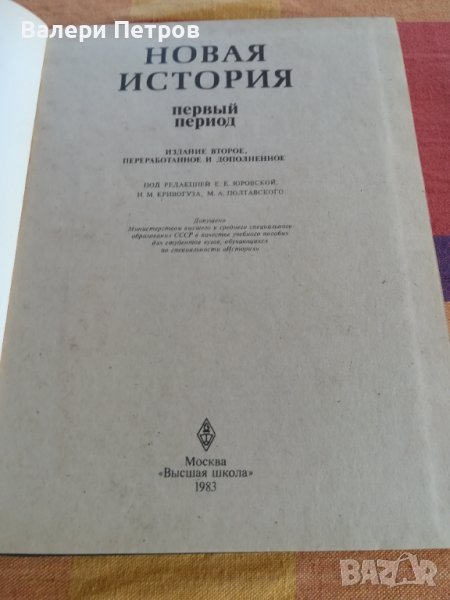 Валери Петров
НОВАЯ
ИСТОРИЯ
первый
период
ИЗДАНИЕ ВТОРОЕ,
ПЕРЕРАБОТАННОЕ И ДОПОЛНЕННОЕ
ПОД РЕДАКЦИЕЙ Е. Е. ЮРОВСКОЙ,
И. М. КРИВОГУЗА, М. А. ПОЛТАВСКОГО
Допущено
Министерством высшего и среднего специального
образования СССР в качестве учебного пособия
для студентов вузов, обучающихся
по специальности «История»
Москва
«Высшая школа»
1983
BAZAR